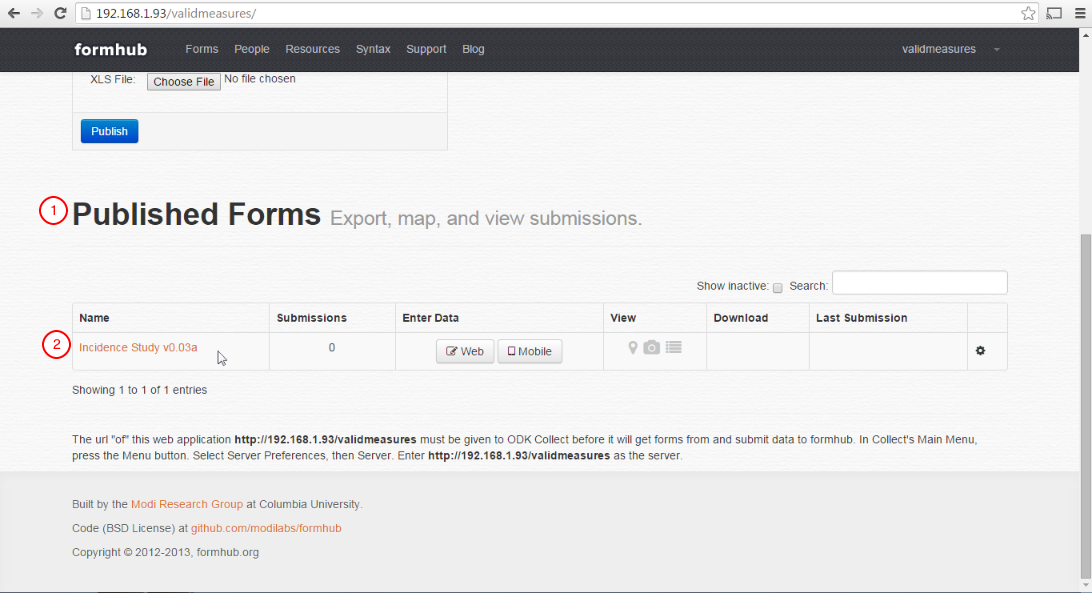 192.168.1.93/validmeasures/
formhub Forms People Resources Syntax Support Blog validmeasures
XLS File: Choose File No file chosen
Publish
1 Published Forms Export, map, and view submissions.
Show inactive: Search:
Name Submissions Enter Data View Download Last Submission
2 Incidence Study v0.03a 0 Web Mobile
Showing 1 to 1 of 1 entries
The url "of" this web application http://192.168.1.93/validmeasures must be given to ODK Collect before it will get forms from and submit data to formhub. In Collect's Main Menu,
press the Menu button. Select Server Preferences, then Server. Enter http://192.168.1.93/validmeasures as the server.
Built by the Modi Research Group at Columbia University.
Code (BSD License) at github.com/modilabs/formhub
Copyright © 2012-2013, formhub.org